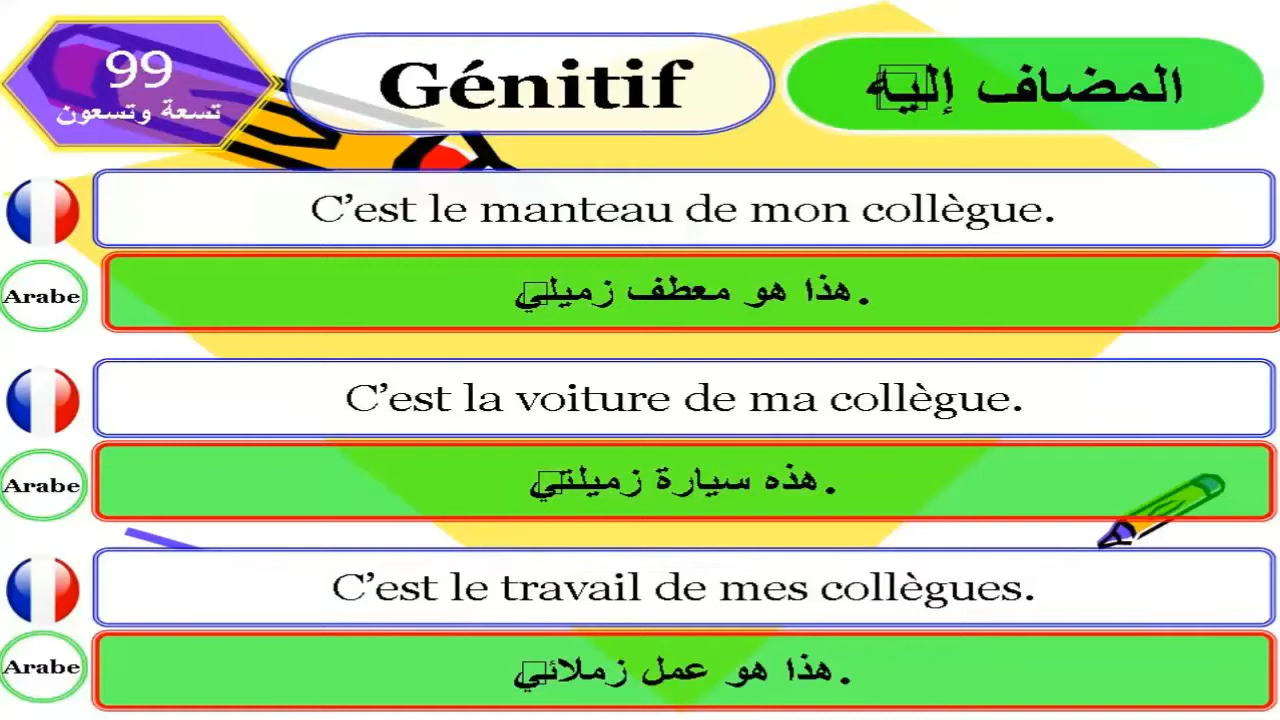 99
تسعة وتسعون
Génitif
المضاف إليه
C’est le manteau de mon collègue.
Arabe
هذا هو معطف زميلي.
C’est la voiture de ma collègue.
Arabe
هذه سيارة زميلتي.
C’est le travail de mes collègues.
Arabe
هذا هو عمل زملائي.